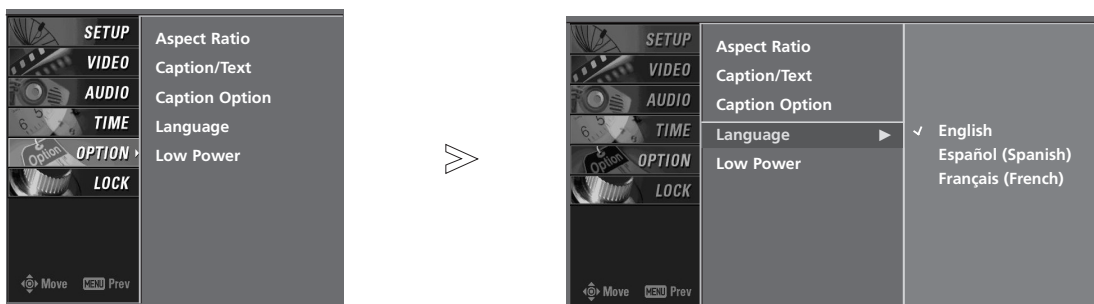 SETUP
VIDEO
AUDIO
TIME
OPTION
LOCK
Aspect Ratio
Caption/Text
Caption Option
Language
Low Power
Move MENU Prev
SETUP
VIDEO
AUDIO
TIME
OPTION
LOCK
Aspect Ratio
Caption/Text
Caption Option
Language
Low Power
English
Español (Spanish)
Français (French)
Move MENU Prev